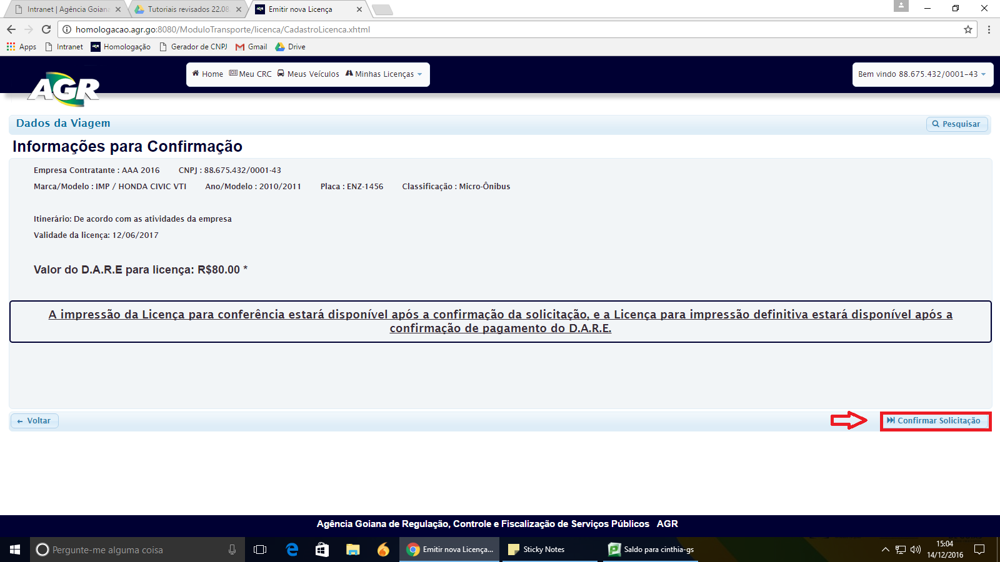 Intranet | Agência Goiana
Tutoriais revisados 22.08
Emitir nova Licença
homologacao.agr.go:8080/ModuloTransporte/licenca/CadastroLicenca.xhtml
Apps Intranet Homologação Gerador de CNPJ Gmail Drive
AGR
Home Meu CRC Meus Veículos Minhas Licenças
Bem vindo 88.675.432/0001-43
Dados da Viagem
Pesquisar
Informações para Confirmação
Empresa Contratante : AAA 2016 CNPJ : 88.675.432/0001-43
Marca/Modelo : IMP / HONDA CIVIC VTI Ano/Modelo : 2010/2011 Placa : ENZ-1456 Classificação : Micro-Ônibus
Itinerário: De acordo com as atividades da empresa
Validade da licença: 12/06/2017
Valor do D.A.R.E para licença: R$80.00 *
A impressão da Licença para conferência estará disponível após a confirmação da solicitação, e a Licença para impressão definitiva estará disponível após a
confirmação de pagamento do D.A.R.E.
Voltar
Confirmar Solicitação
Agência Goiana de Regulação, Controle e Fiscalização de Serviços Públicos AGR
Pergunte-me alguma coisa
Emitir nova Licença...
Sticky Notes
Saldo para cinthia-gs
15:04
14/12/2016